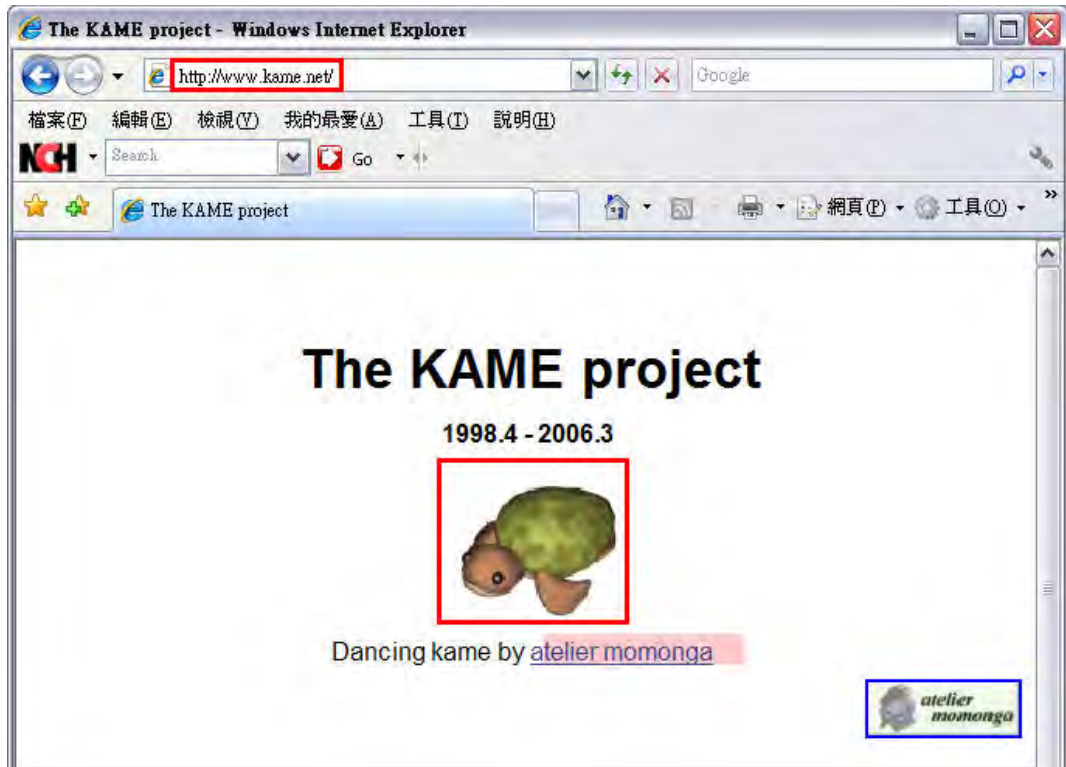 The KAME project - Windows Internet Explorer
http://www.kame.net/
Google
檔案(F) 編輯(E) 檢視(V) 我的最愛(A) 工具(T) 說明(H)
NCH Search Go
The KAME project
網頁(P) 工具(O) »
The KAME project
1998.4 - 2006.3
Dancing kame by atelier momonga
atelier
momonga